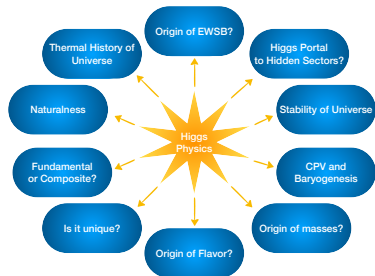 Origin of EWSB?
Thermal History of
Universe
Higgs Portal
to Hidden Sectors?
Naturalness
Stability of Universe
Higgs
Physics
Fundamental
or Composite?
CPV and
Baryogenesis
Is it unique?
Origin of masses?
Origin of Flavor?